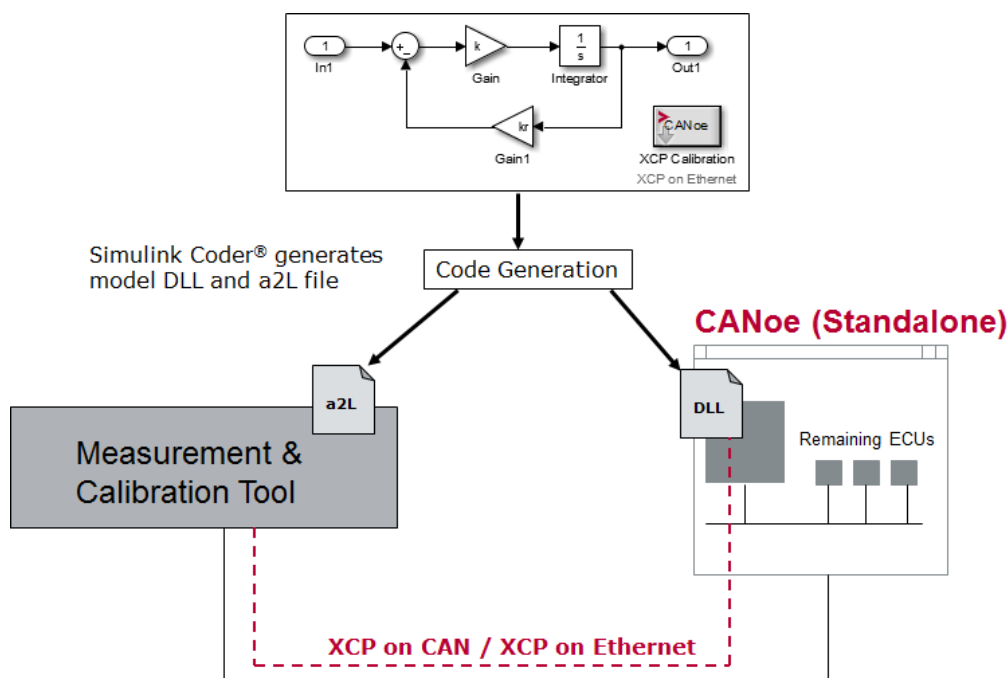 1
In1
+
−
k
Gain
1
s
Integrator
1
Out1
kr
Gain1
CANoe
XCP Calibration
XCP on Ethernet
Simulink Coder® generates
model DLL and a2L file
Code Generation
CANoe (Standalone)
a2L
DLL
Measurement &
Calibration Tool
Remaining ECUs
XCP on CAN / XCP on Ethernet